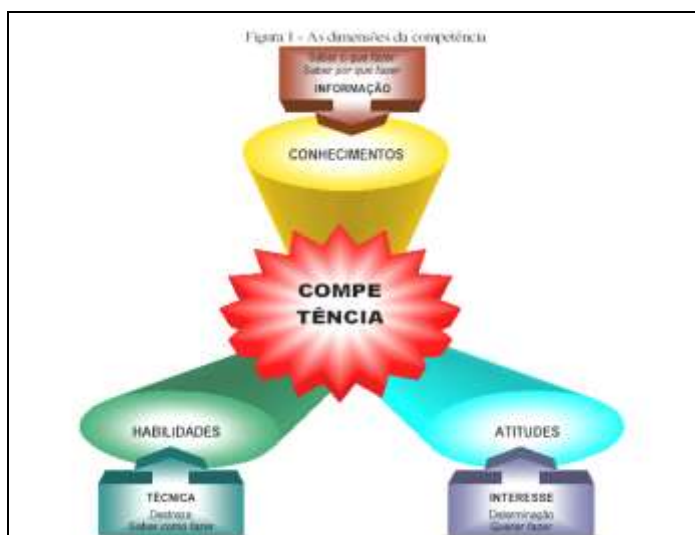 Figura 1 - As dimensões da competência
Saber o que fazer
Saber por que fazer
INFORMAÇÃO
CONHECIMENTOS
COMPE
TÊNCIA
HABILIDADES
ATITUDES
TÉCNICA
Destreza
Saber como fazer
INTERESSE
Determinação
Querer fazer